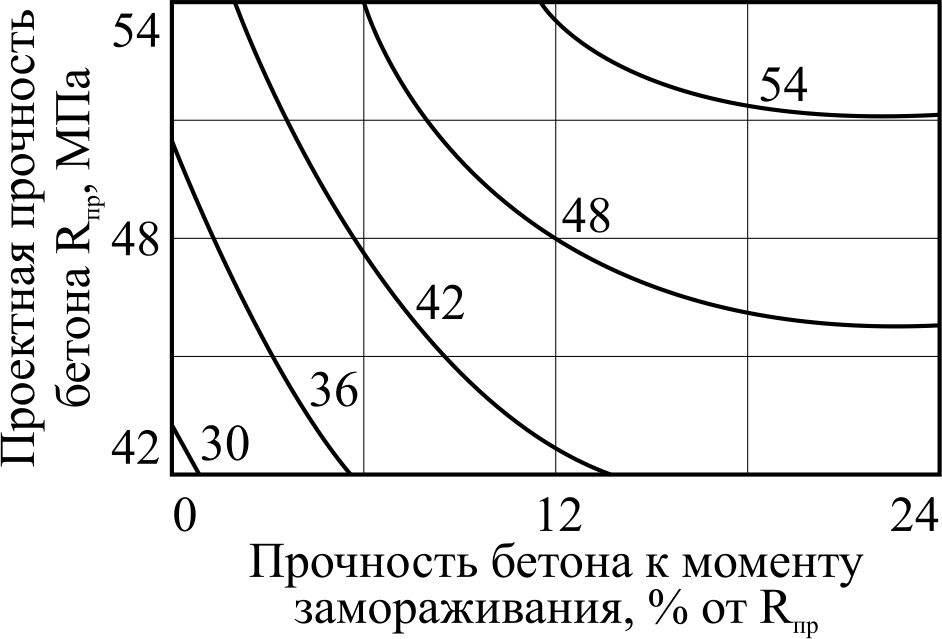 Проектная прочность
бетона Rпр, МПа
54
48
42
54
48
42
36
30
0 12 24
Прочность бетона к моменту
замораживания, % от Rпр